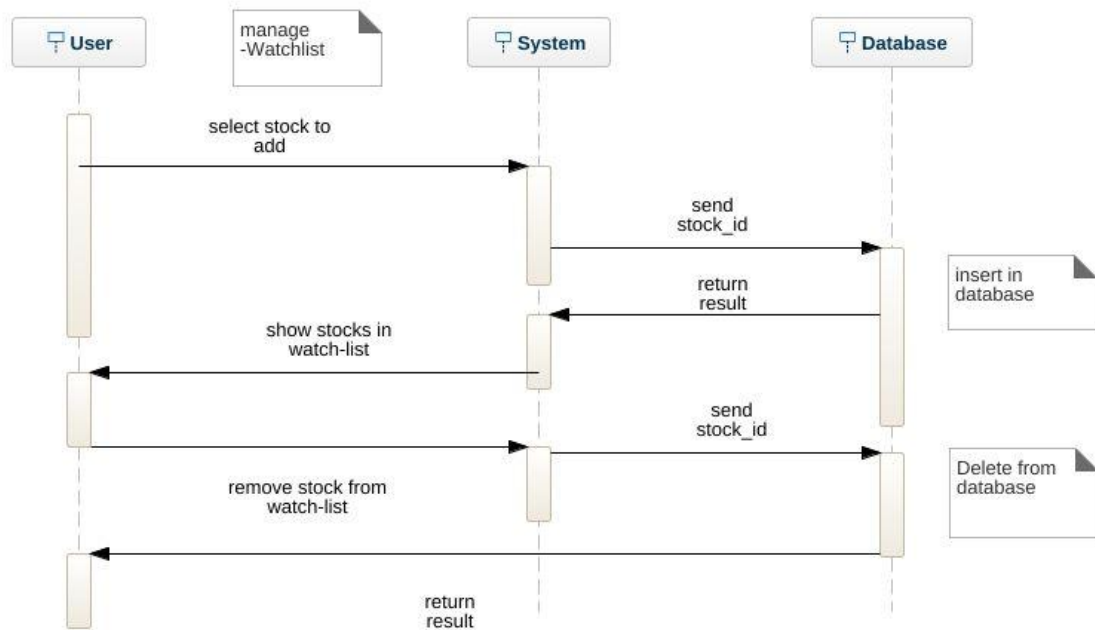 User
manage
-Watchlist
System
Database
select stock to
add
send
stock_id
insert in
database
return
result
show stocks in
watch-list
send
stock_id
Delete from
database
remove stock from
watch-list
return
result